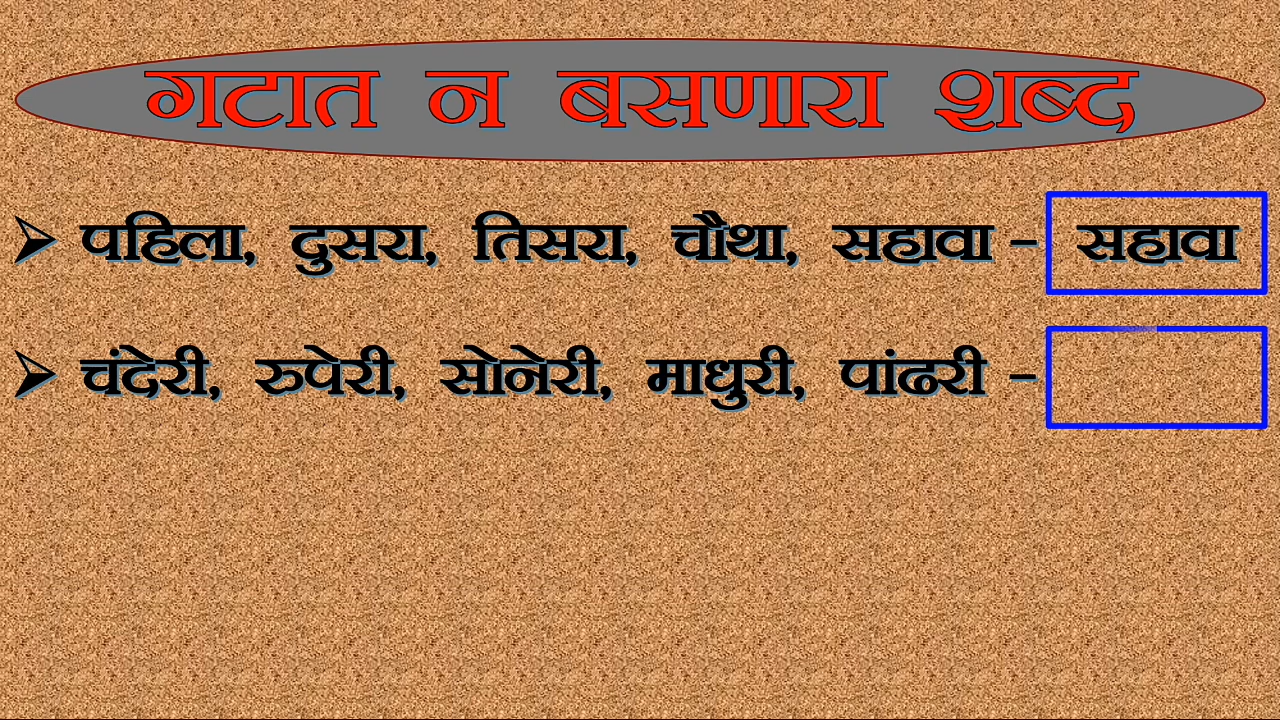 गटात न बसणारा शब्द
➢ पहिला, दुसरा, तिसरा, चौथा, सहावा – सहावा
➢ चंदेरी, रुपेरी, सोनेरी, माधुरी, पांढरी –